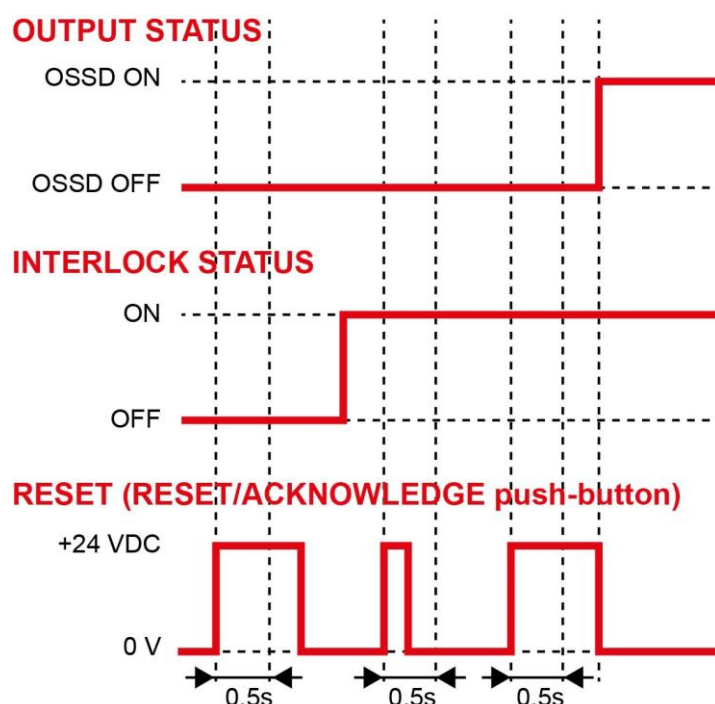 OUTPUT STATUS
OSSD ON
OSSD OFF
INTERLOCK STATUS
ON
OFF
RESET (RESET/ACKNOWLEDGE push-button)
+24 VDC
0 V
0.5s 0.5s 0.5s